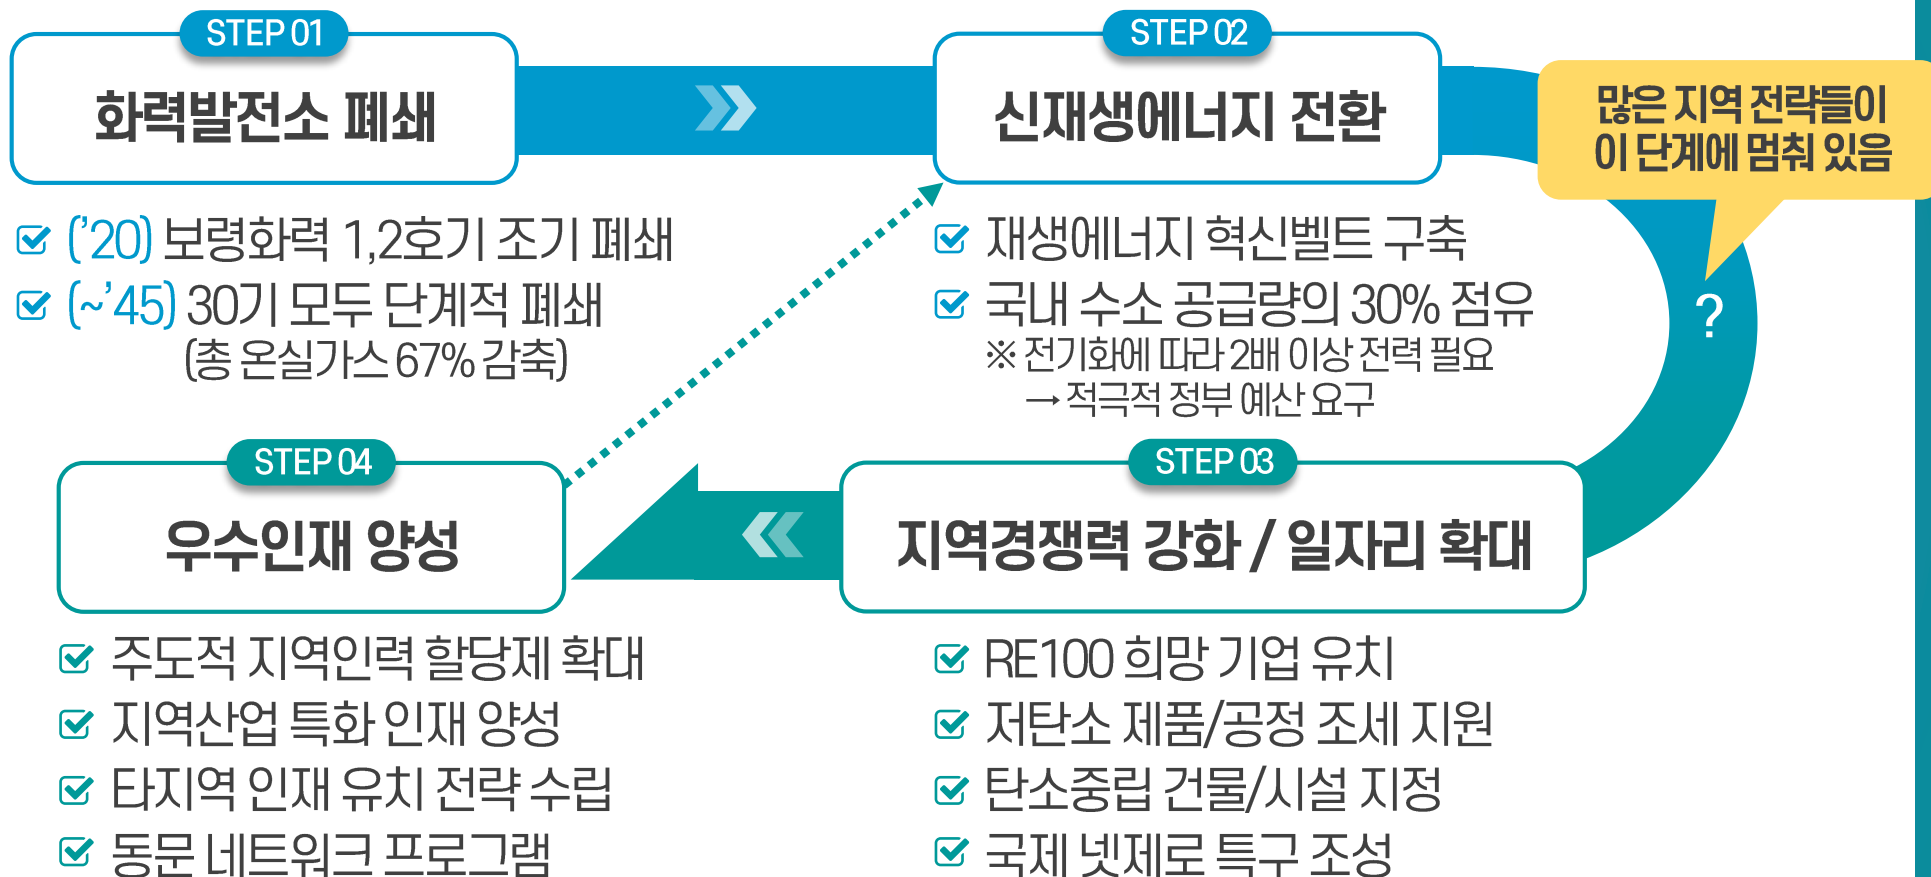 STEP 01
화력발전소 폐쇄
('20) 보령화력 1,2호기 조기 폐쇄
(~'45) 30기 모두 단계적 폐쇄
(총 온실가스 67% 감축)
STEP 02
신재생에너지 전환
재생에너지 혁신벨트 구축
국내 수소 공급량의 30% 점유
※ 전기화에 따라 2배 이상 전력 필요
→ 적극적 정부 예산 요구
많은 지역 전략들이
이 단계에 멈춰 있음
?
STEP 03
지역경쟁력 강화 / 일자리 확대
RE100 희망 기업 유치
저탄소 제품/공정 조세 지원
탄소중립 건물/시설 지정
국제 넷제로 특구 조성
STEP 04
우수인재 양성
주도적 지역인력 할당제 확대
지역산업 특화 인재 양성
타지역 인재 유치 전략 수립
동문 네트워크 프로그램